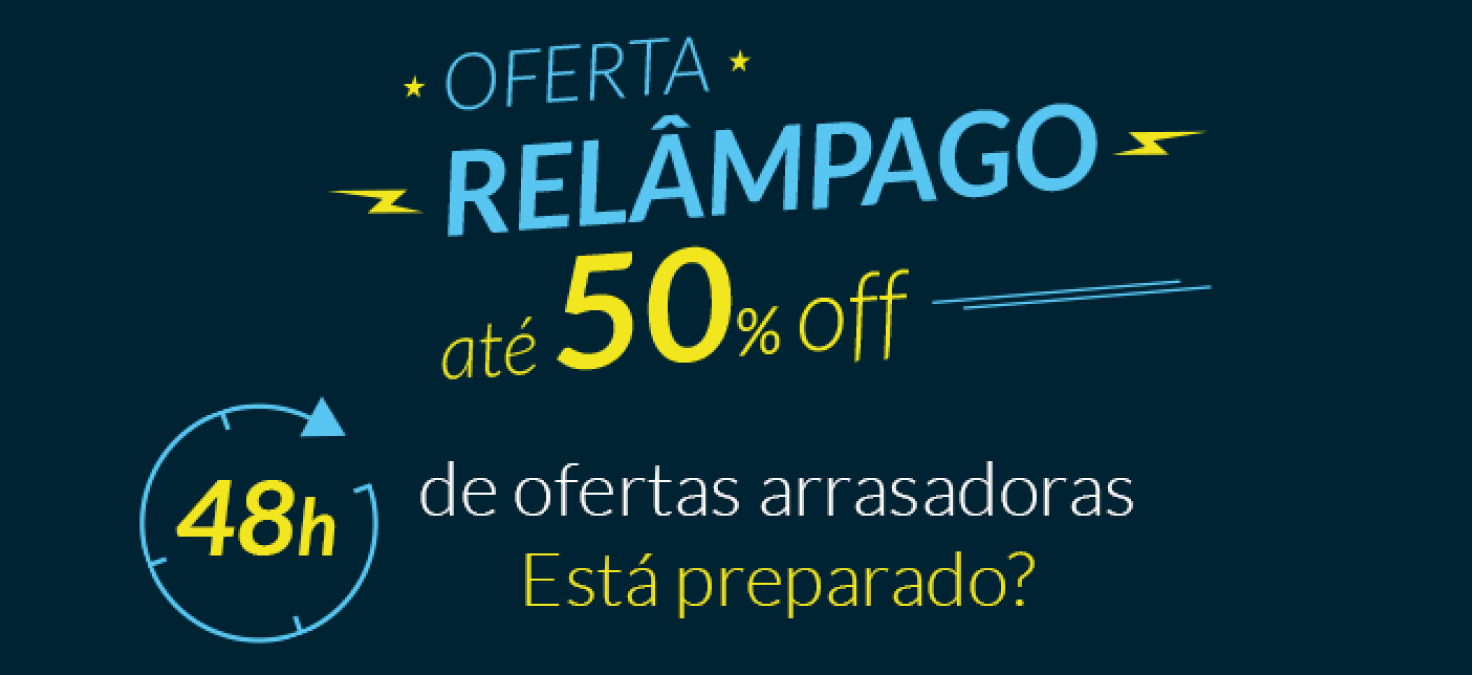 OFERTA
RELÂMPAGO
até 50% off
48h de ofertas arrasadoras
Está preparado?